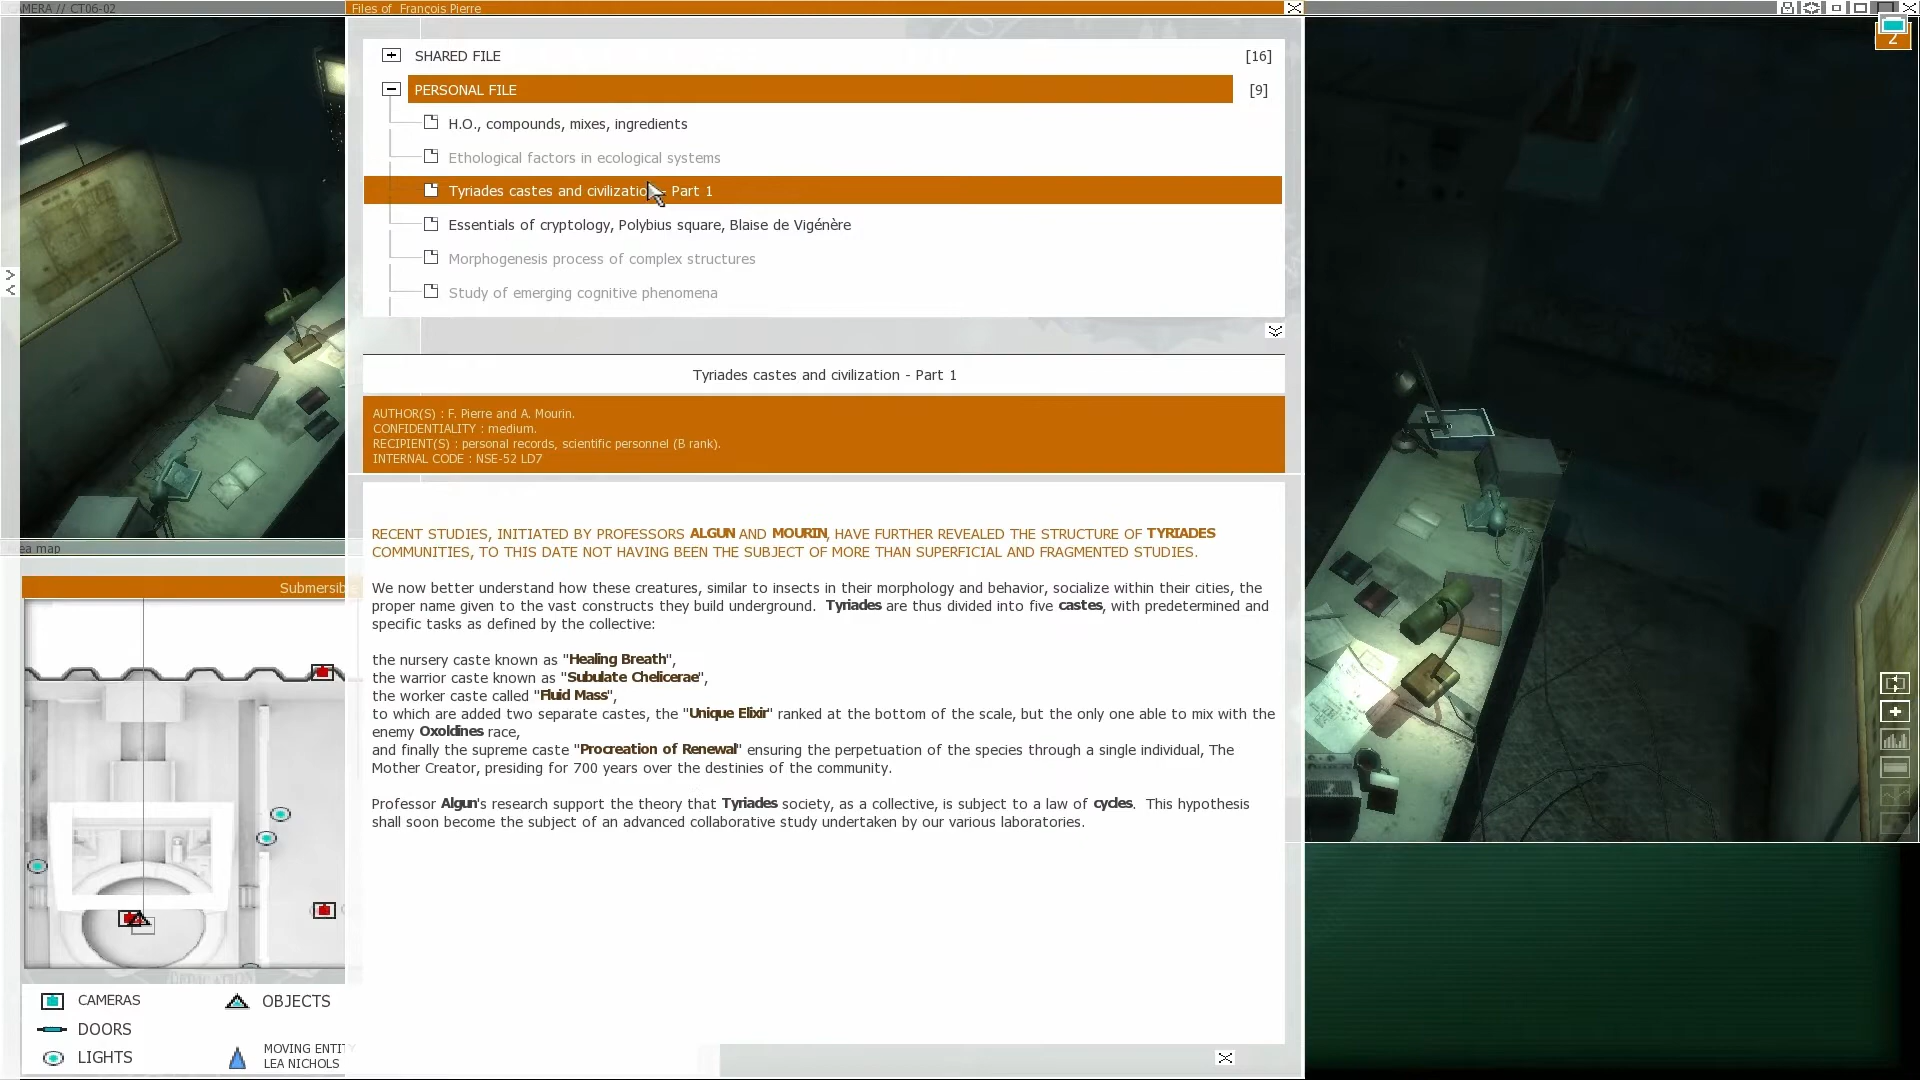 CAMERA // CT06-02
Files of François Pierre
SHARED FILE [16]
PERSONAL FILE [9]
H.O., compounds, mixes, ingredients
Ethological factors in ecological systems
Tyriades castes and civilization - Part 1
Essentials of cryptology, Polybius square, Blaise de Vigénère
Morphogenesis process of complex structures
Study of emerging cognitive phenomena
Tyriades castes and civilization - Part 1
AUTHOR(S) : F. Pierre and A. Mourin.
CONFIDENTIALITY : medium.
RECIPIENT(S) : personal records, scientific personnel (B rank).
INTERNAL CODE : NSE-52 LD7
RECENT STUDIES, INITIATED BY PROFESSORS ALGUN AND MOURIN, HAVE FURTHER REVEALED THE STRUCTURE OF TYRIADES
COMMUNITIES, TO THIS DATE NOT HAVING BEEN THE SUBJECT OF MORE THAN SUPERFICIAL AND FRAGMENTED STUDIES.
We now better understand how these creatures, similar to insects in their morphology and behavior, socialize within their cities, the
proper name given to the vast constructs they build underground. Tyriades are thus divided into five castes, with predetermined and
specific tasks as defined by the collective:
the nursery caste known as "Healing Breath",
the warrior caste known as "Subulate Chelicerae",
the worker caste called "Fluid Mass",
to which are added two separate castes, the "Unique Elixir" ranked at the bottom of the scale, but the only one able to mix with the
enemy Oxoldines race,
and finally the supreme caste "Procreation of Renewal" ensuring the perpetuation of the species through a single individual, The
Mother Creator, presiding for 700 years over the destinies of the community.
Professor Algun's research support the theory that Tyriades society, as a collective, is subject to a law of cycles. This hypothesis
shall soon become the subject of an advanced collaborative study undertaken by our various laboratories.
ea map
Submersib
CAMERAS
OBJECTS
DOORS
LIGHTS
MOVING ENTITY
LEA NICHOLS
2